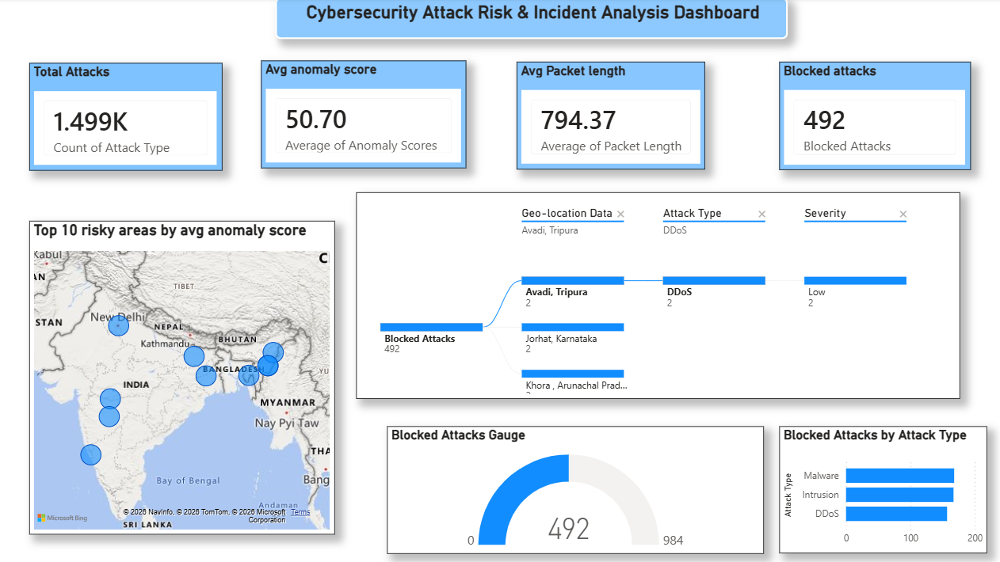 Cybersecurity Attack Risk & Incident Analysis Dashboard
Total Attacks
1.499K
Count of Attack Type
Avg anomaly score
50.70
Average of Anomaly Scores
Avg Packet length
794.37
Average of Packet Length
Blocked attacks
492
Blocked Attacks
Top 10 risky areas by avg anomaly score
Kabul
C
AN
TIBET
STAN
New Delhi
NEPAL
Kathmandu
BHUTAN
BANGLADESH
YU
INDIA
MYANMAR
Nay Pyi Taw
THA
Bay of Bengal
Bang
Andaman
Microsoft Bing
© 2026 NavInfo, © 2026 TomTom, © 2026 Microsoft Corporation
Terms
SRI LANKA
Geo-location Data
Avadi, Tripura
Attack Type
DDoS
Severity
Blocked Attacks
492
Avadi, Tripura
2
Jorhat, Karnataka
2
Khora , Arunachal Prad...
DDoS
2
Low
2
Blocked Attacks Gauge
0
492
984
Blocked Attacks by Attack Type
Attack Type
Malware
Intrusion
DDoS
0
100
200